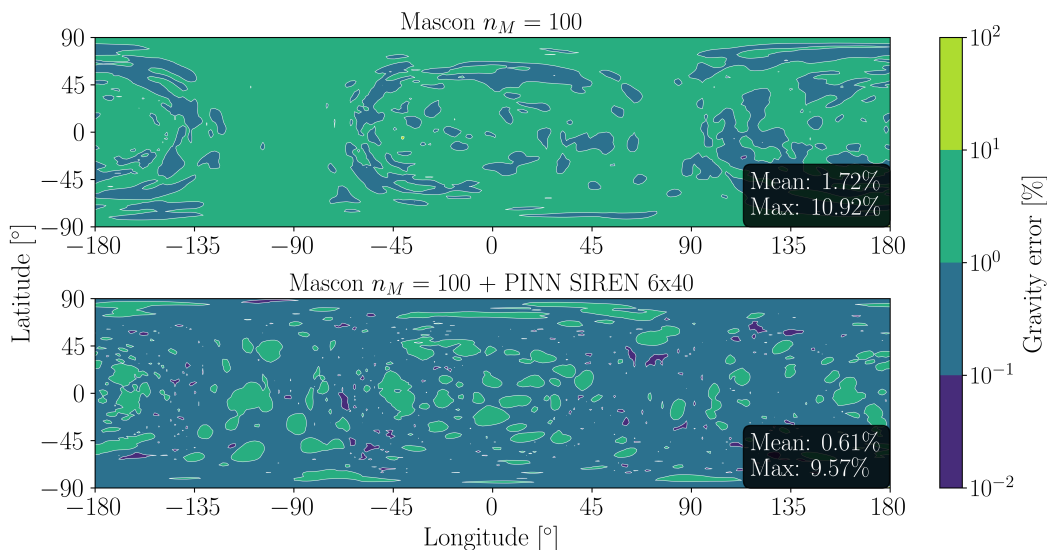 Mascon n_M = 100
90
45
0
−45
−90
−180 −135 −90 −45 0 45 90 135 180
Mean: 1.72%
Max: 10.92%
Mascon n_M = 100 + PINN SIREN 6x40
90
45
0
−45
−90
−180 −135 −90 −45 0 45 90 135 180
Mean: 0.61%
Max: 9.57%
Latitude [°]
Longitude [°]
10^2
10^1
10^0
10^−1
10^−2
Gravity error [%]